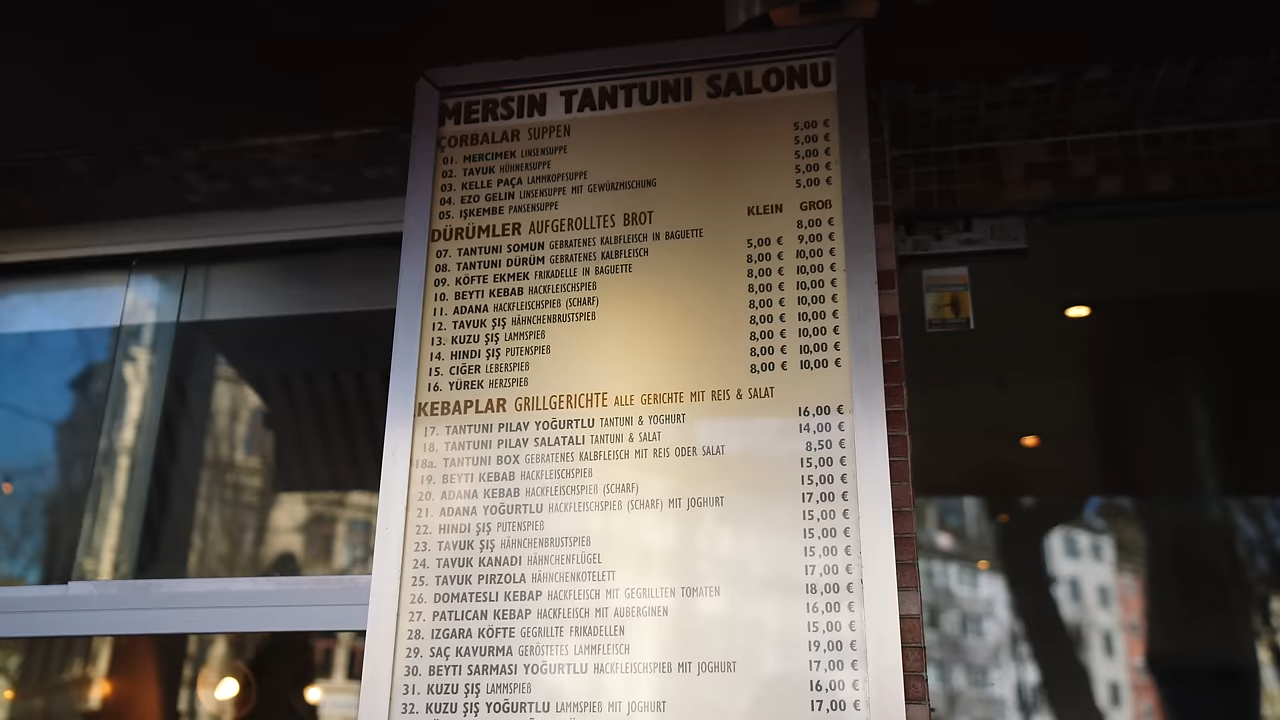 MERSIN TANTUNI SALONU
ÇORBALAR SUPPEN
01. MERCIMEK LINSENSUPPE 5,00 €
02. TAVUK HÜHNERSUPPE 5,00 €
03. KELLE PAÇA LAMMKOPFSUPPE 5,00 €
04. EZO GELIN LINSENSUPPE MIT GEWÜRZMISCHUNG 5,00 €
05. IŞKEMBE PANSENSUPPE 5,00 €
DÜRÜMLER AUFGEROLLTES BROT KLEIN GROß
07. TANTUNI SOMUN GEBRATENES KALBFLEISCH IN BAGUETTE 8,00 €
08. TANTUNI DÜRÜM GEBRATENES KALBFLEISCH 5,00 € 9,00 €
09. KÖFTE EKMEK FRIKADELLE IN BAGUETTE 8,00 € 10,00 €
10. BEYTI KEBAB HACKFLEISCHSPIEß 8,00 € 10,00 €
11. ADANA HACKFLEISCHSPIEß (SCHARF) 8,00 € 10,00 €
12. TAVUK ŞIŞ HÄHNCHENBRUSTSPIEß 8,00 € 10,00 €
13. KUZU ŞIŞ LAMMSPIEß 8,00 € 10,00 €
14. HINDI ŞIŞ PUTENSPIEß 8,00 € 10,00 €
15. CIĞER LEBERSPIEß 8,00 € 10,00 €
16. YÜREK HERZSPIEß 8,00 € 10,00 €
KEBAPLAR GRILLGERICHTE ALLE GERICHTE MIT REIS & SALAT
17. TANTUNI PILAV YOĞURTLU TANTUNI & YOGHURT 16,00 €
18. TANTUNI PILAV SALATALI TANTUNI & SALAT 14,00 €
18a. TANTUNI BOX GEBRATENES KALBFLEISCH MIT REIS ODER SALAT 8,50 €
19. BEYTI KEBAB HACKFLEISCHSPIEß 15,00 €
20. ADANA KEBAB HACKFLEISCHSPIEß (SCHARF) 15,00 €
21. ADANA YOĞURTLU HACKFLEISCHSPIEß (SCHARF) MIT JOGHURT 17,00 €
22. HINDI ŞIŞ PUTENSPIEß 15,00 €
23. TAVUK ŞIŞ HÄHNCHENBRUSTSPIEß 15,00 €
24. TAVUK KANADI HÄHNCHENFLÜGEL 15,00 €
25. TAVUK PIRZOLA HÄHNCHENKOTELETT 17,00 €
26. DOMATESLI KEBAP HACKFLEISCH MIT GEGRILLTEN TOMATEN 18,00 €
27. PATLICAN KEBAP HACKFLEISCH MIT AUBERGINEN 16,00 €
28. IZGARA KÖFTE GEGRILLTE FRIKADELLEN 15,00 €
29. SAÇ KAVURMA GERÖSTETES LAMMFLEISCH 19,00 €
30. BEYTI SARMASI YOĞURTLU HACKFLEISCHSPIEß MIT JOGHURT 17,00 €
31. KUZU ŞIŞ LAMMSPIEß 16,00 €
32. KUZU ŞIŞ YOĞURTLU LAMMSPIEß MIT JOGHURT 17,00 €